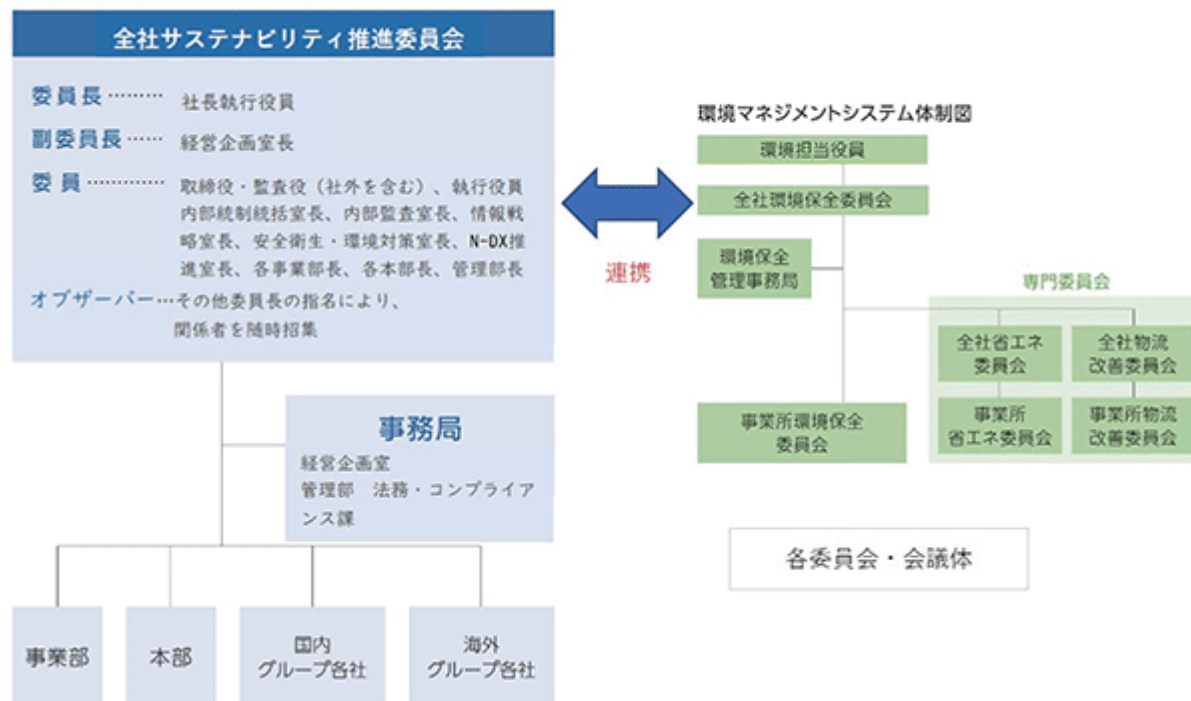 全社サステナビリティ推進委員会
委員長……… 社長執行役員
副委員長…… 経営企画室長
委員………… 取締役・監査役（社外を含む）、執行役員
内部統制統括室長、内部監査室長、情報戦
略室長、安全衛生・環境対策室長、N-DX推
進室長、各事業部長、各本部長、管理部長
オブザーバー…その他委員長の指名により、
関係者を随時招集
事務局
経営企画室
管理部　法務・コンプライア
ンス課
事業部
本部
国内
グループ各社
海外
グループ各社
連携
環境マネジメントシステム体制図
環境担当役員
全社環境保全委員会
環境保全
管理事務局
専門委員会
全社省エネ
委員会
全社物流
改善委員会
事業所環境保全
委員会
事業所
省エネ委員会
事業所物流
改善委員会
各委員会・会議体